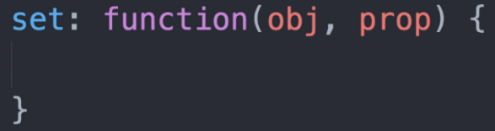 set: function(obj, prop) {
}